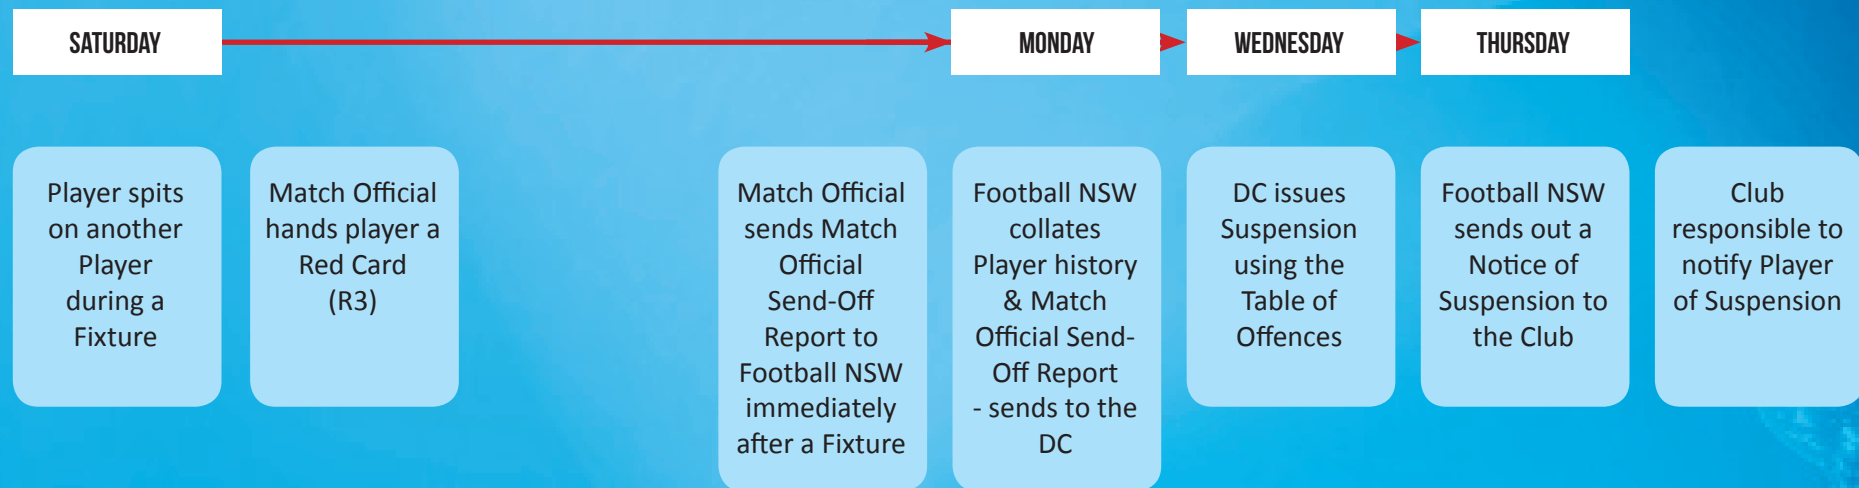 SATURDAY
MONDAY
WEDNESDAY
THURSDAY
Player spits
on another
Player
during a
Fixture
Match Official
hands player a
Red Card
(R3)
Match Official
sends Match
Official
Send-Off
Report to
Football NSW
immediately
after a Fixture
Football NSW
collates
Player history
& Match
Official Send-
Off Report
- sends to the
DC
DC issues
Suspension
using the
Table of
Offences
Football NSW
sends out a
Notice of
Suspension to
the Club
Club
responsible to
notify Player
of Suspension